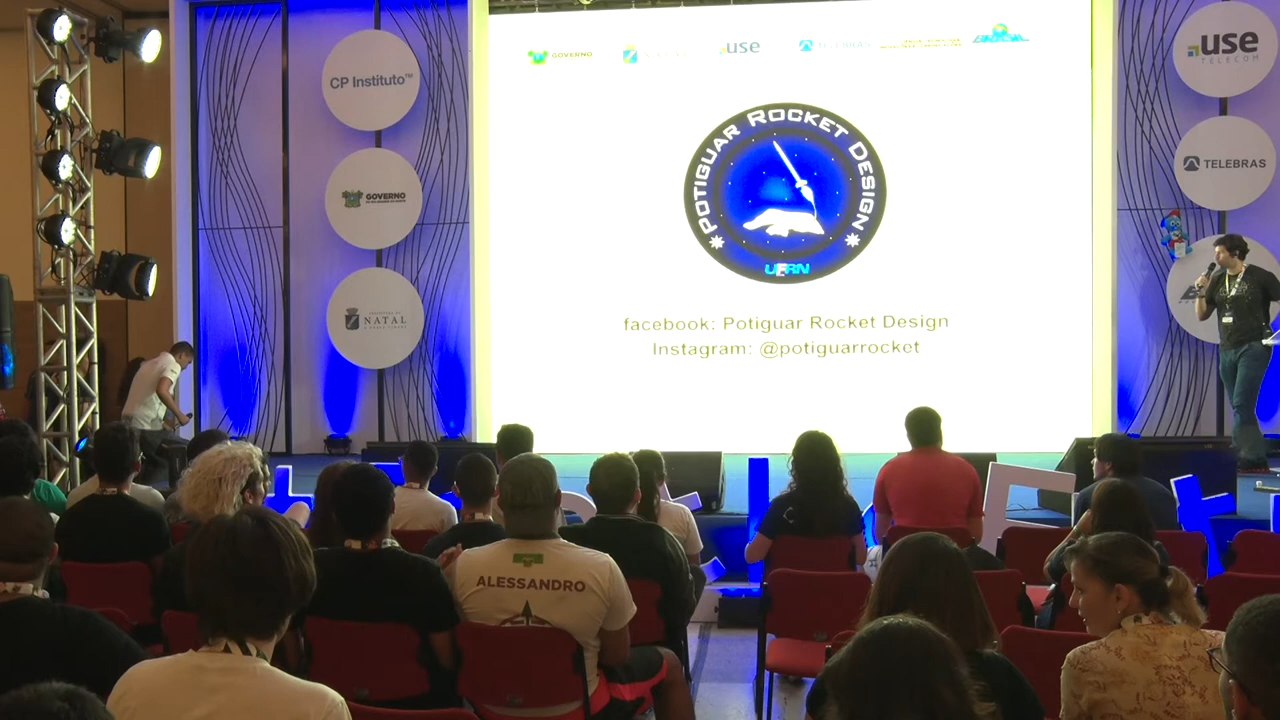 CP Instituto™
GOVERNO
NATAL
GOVERNO
use
TELEBRAS
POTIGUAR ROCKET DESIGN
UFRN
facebook: Potiguar Rocket Design
Instagram: @potiguarrocket
use
TELECOM
TELEBRAS
ALESSANDRO